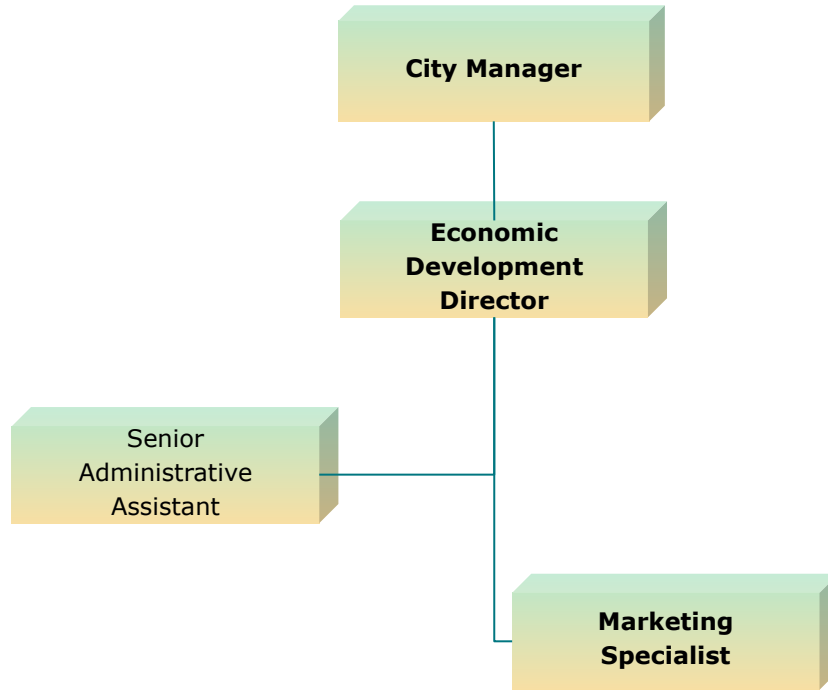 City Manager
Economic
Development
Director
Senior
Administrative
Assistant
Marketing
Specialist